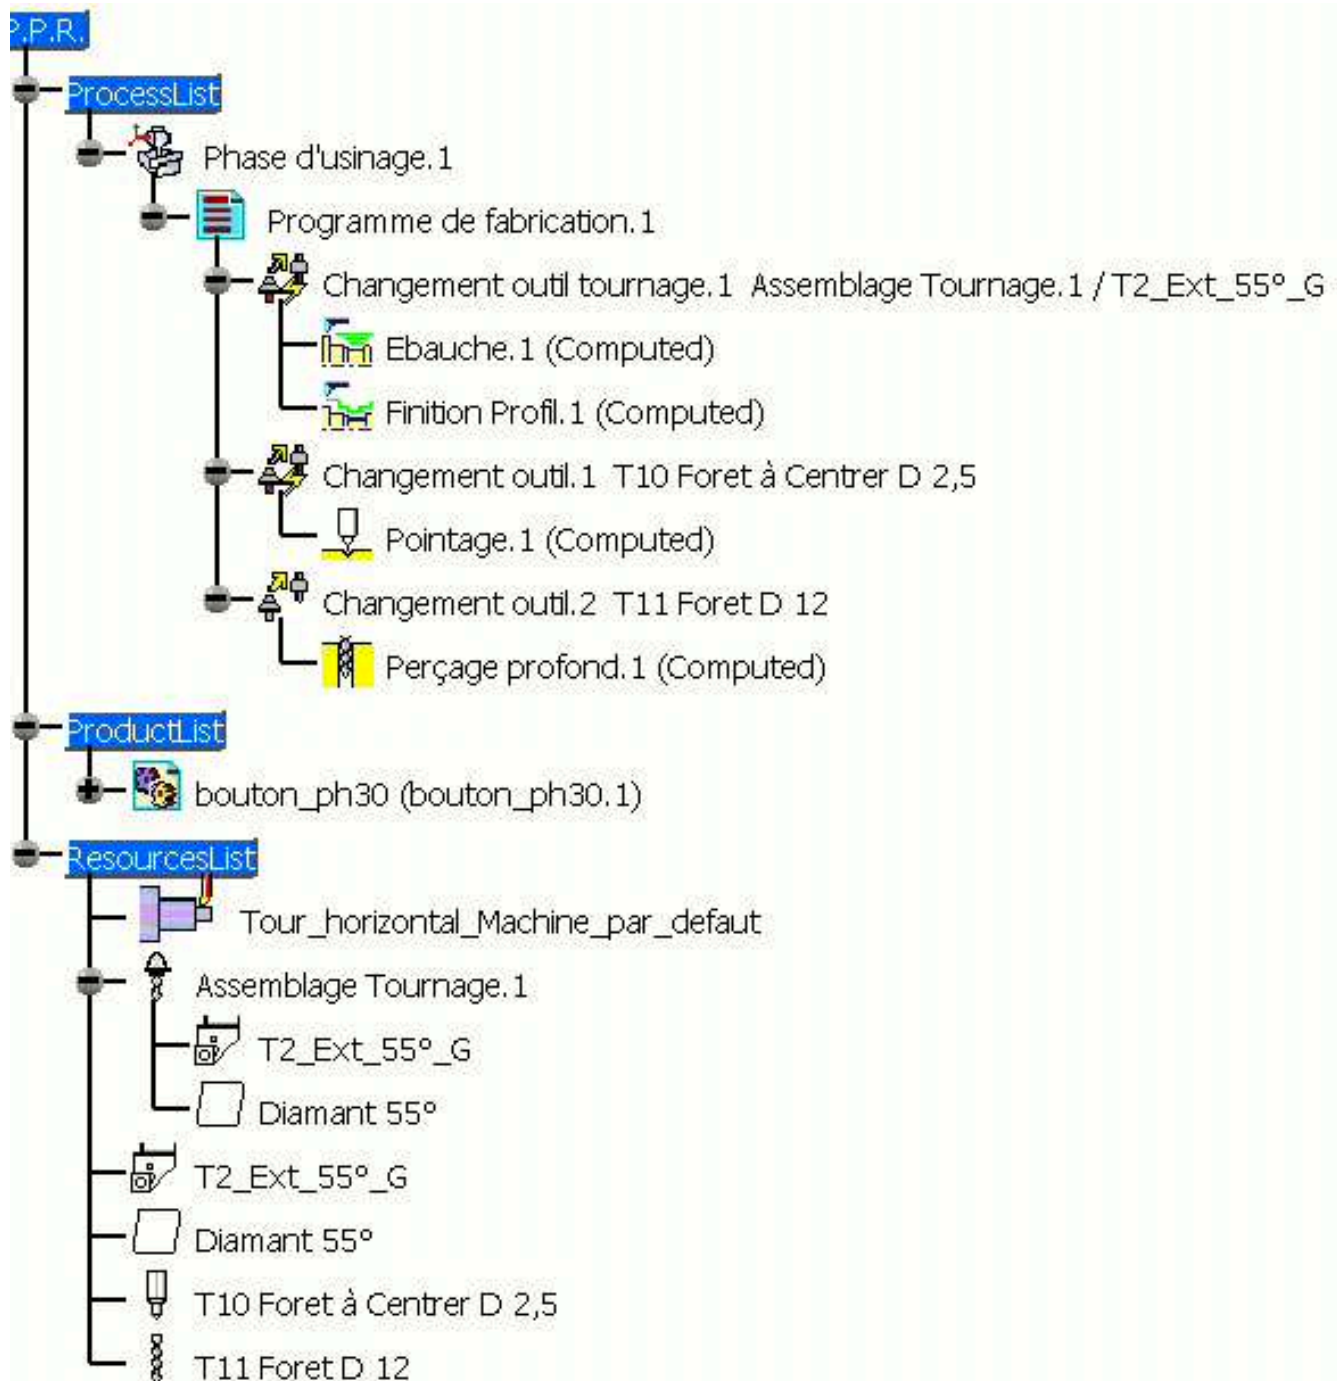 P.P.R.
ProcessList
Phase d'usinage.1
Programme de fabrication.1
Changement outil tournage.1 Assemblage Tournage.1 / T2_Ext_55°_G
Ebauche.1 (Computed)
Finition Profil.1 (Computed)
Changement outil.1 T10 Foret à Centrer D 2,5
Pointage.1 (Computed)
Changement outil.2 T11 Foret D 12
Perçage profond.1 (Computed)
ProductList
bouton_ph30 (bouton_ph30.1)
ResourcesList
Tour_horizontal_Machine_par_defaut
Assemblage Tournage.1
T2_Ext_55°_G
Diamant 55°
T2_Ext_55°_G
Diamant 55°
T10 Foret à Centrer D 2,5
T11 Foret D 12